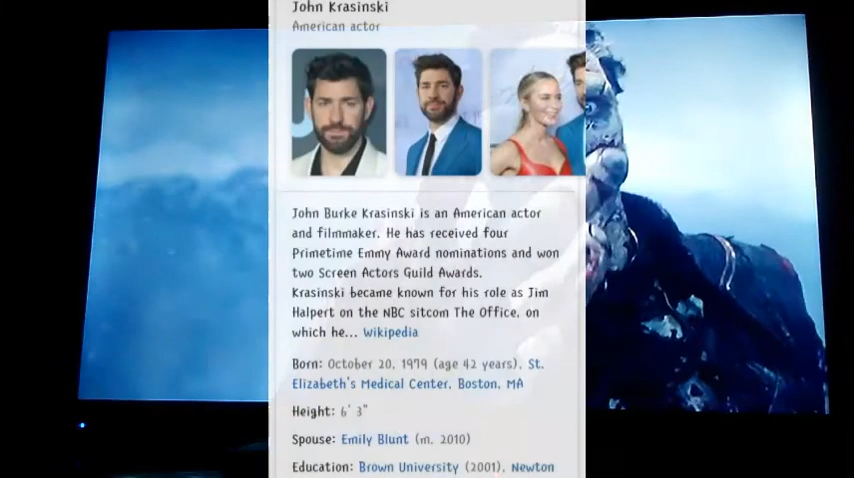 John Krasinski
American actor
John Burke Krasinski is an American actor
and filmmaker. He has received four
Primetime Emmy Award nominations and won
two Screen Actors Guild Awards.
Krasinski became known for his role as Jim
Halpert on the NBC sitcom The Office, on
which he... Wikipedia
Born: October 20, 1979 (age 42 years), St.
Elizabeth's Medical Center, Boston, MA
Height: 6' 3"
Spouse: Emily Blunt (m. 2010)
Education: Brown University (2001), Newton